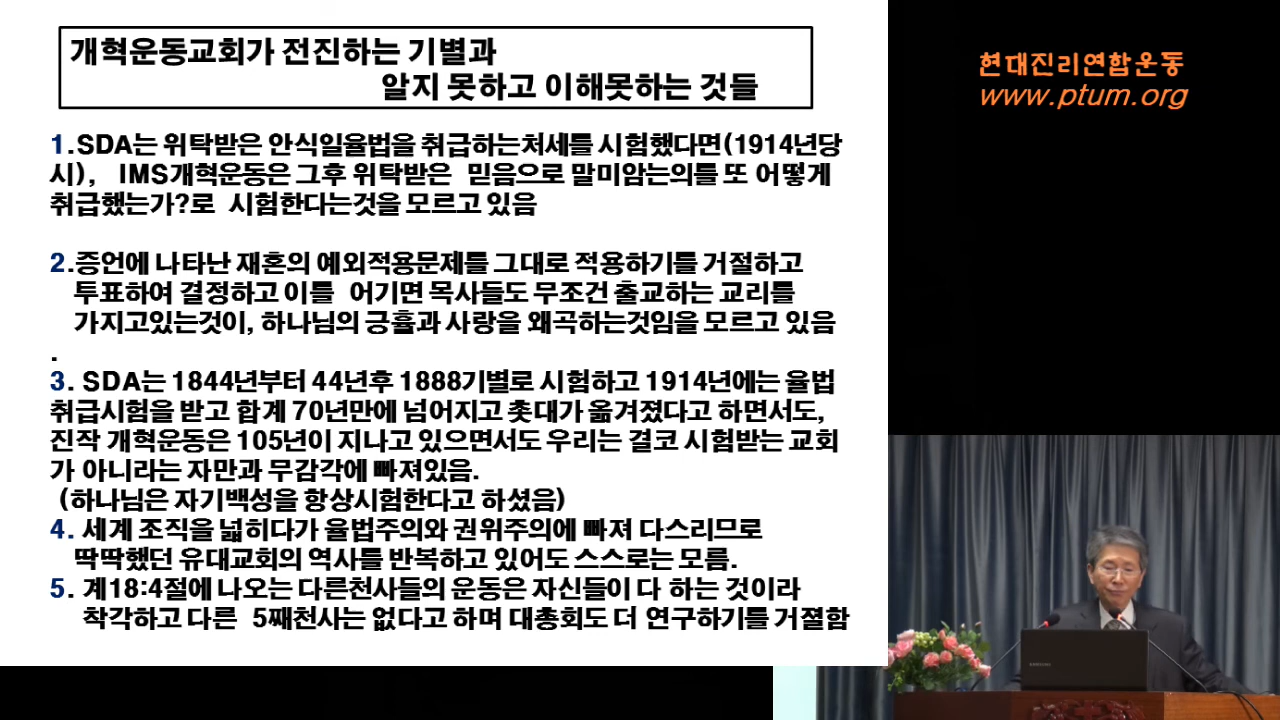 개혁운동교회가 전진하는 기별과
알지 못하고 이해못하는 것들
현대진리연합운동
www.ptum.org
1.SDA는 위탁받은 안식일율법을 취급하는처세를 시험했다면(1914년당
시), IMS개혁운동은 그후 위탁받은 믿음으로 말미암는의를 또 어떻게
취급했는가?로 시험한다는것을 모르고 있음
2.증언에 나타난 재혼의 예외적용문제를 그대로 적용하기를 거절하고
투표하여 결정하고 이를 어기면 목사들도 무조건 출교하는 교리를
가지고있는것이, 하나님의 긍휼과 사랑을 왜곡하는것임을 모르고 있음
.
3. SDA는 1844년부터 44년후 1888기별로 시험하고 1914년에는 율법
취급시험을 받고 합계 70년만에 넘어지고 촛대가 옮겨졌다고 하면서도,
진작 개혁운동은 105년이 지나고 있으면서도 우리는 결코 시험받는 교회
가 아니라는 자만과 무감각에 빠져있음.
(하나님은 자기백성을 항상시험한다고 하셨음)
4. 세계 조직을 넓히다가 율법주의와 권위주의에 빠져 다스리므로
딱딱했던 유대교회의 역사를 반복하고 있어도 스스로는 모름.
5. 계18:4절에 나오는 다른천사들의 운동은 자신들이 다 하는 것이라
착각하고 다른 5째천사는 없다고 하며 대총회도 더 연구하기를 거졀함